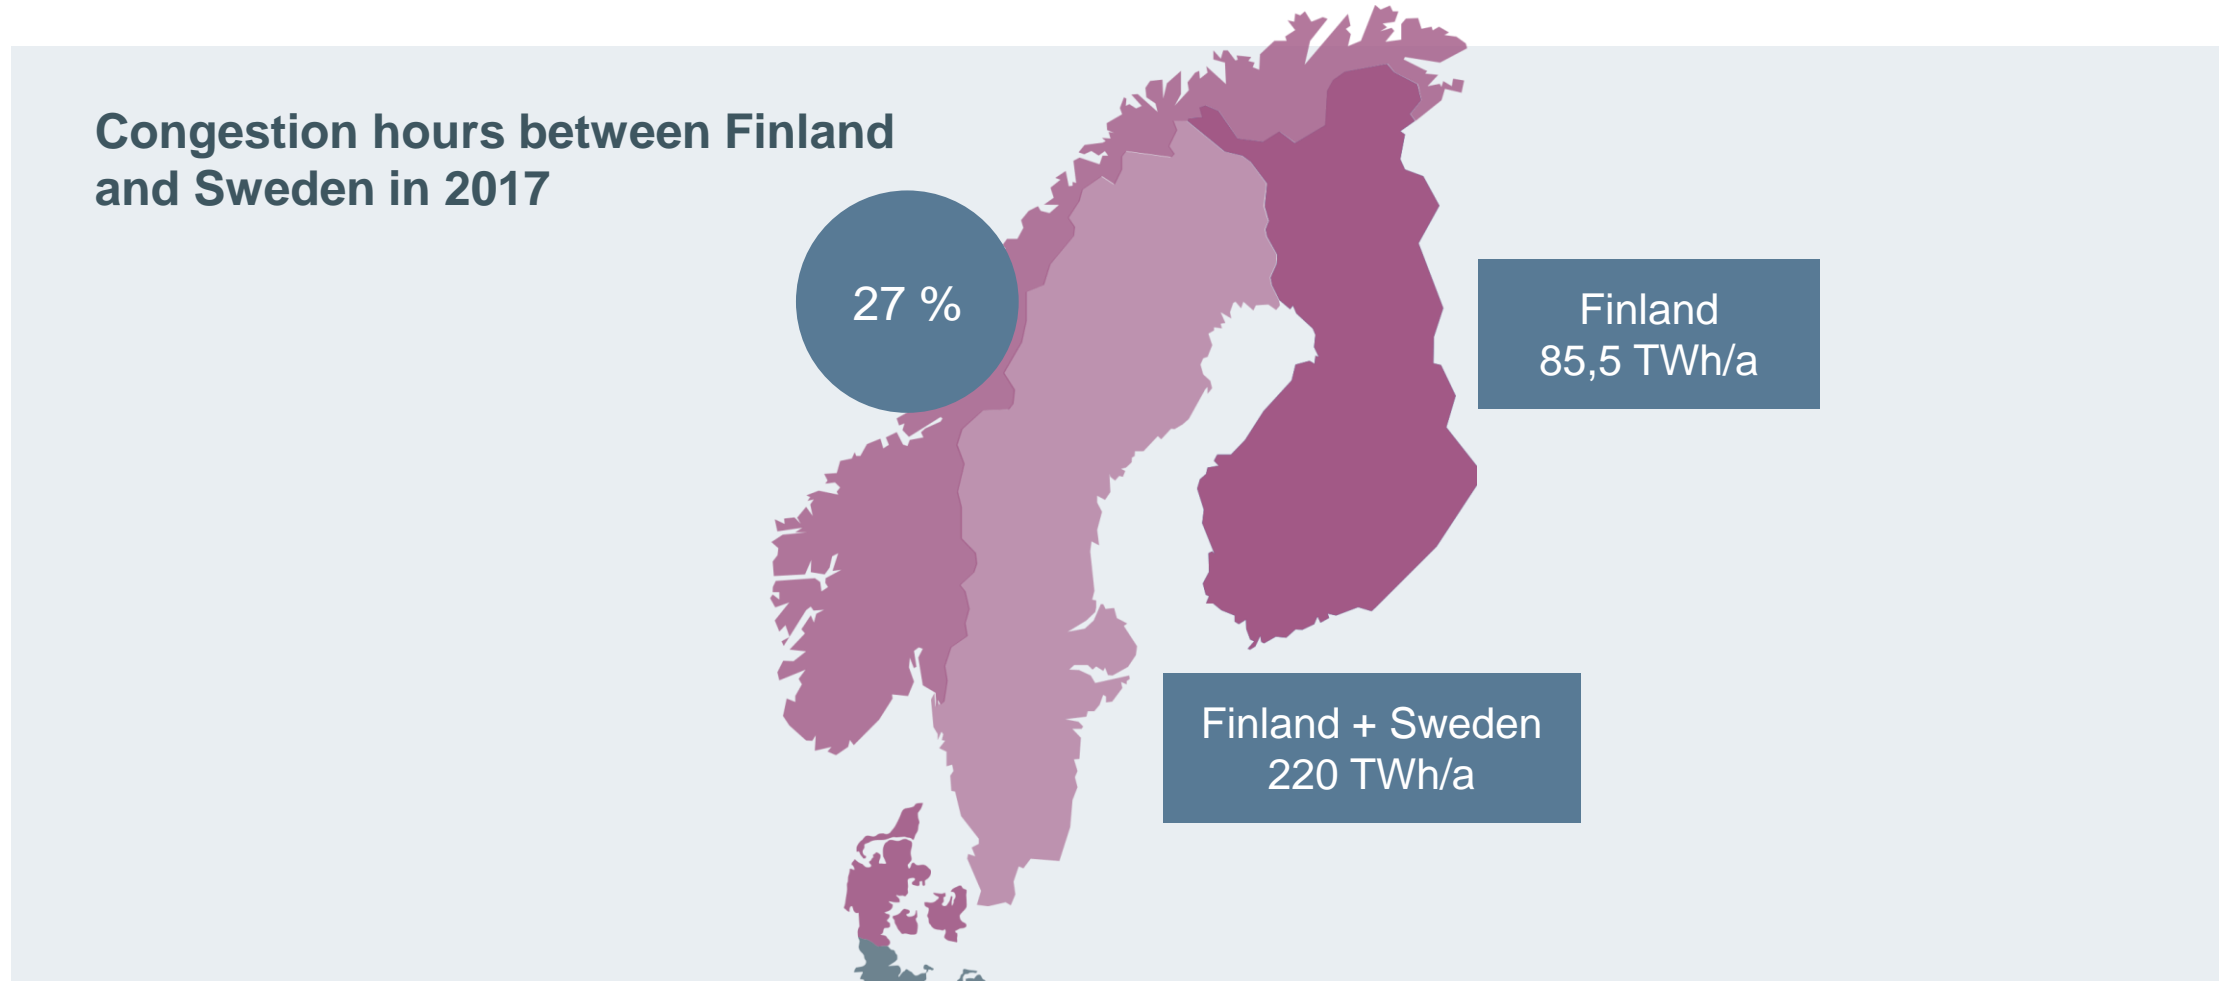 Congestion hours between Finland
and Sweden in 2017
27 %
Finland
85,5 TWh/a
Finland + Sweden
220 TWh/a